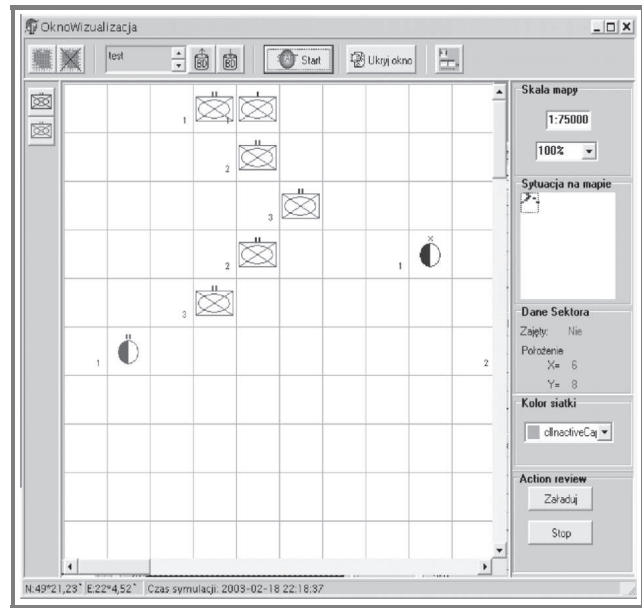 OknoWizualizacja
test
BD BD
Start
Ukryj okno
Skala mapy
1:75000
100%
Sytuacja na mapie
1
1
2
3
2
1
3
1
2
Dane Sektora
Zajęty: Nie
Położenie
X= 6
Y= 8
Kolor siatki
clInactiveCa
Action review
Załaduj
Stop
N:49°21,23` E:22°4,52` Czas symulacji: 2003-02-18 22:18:37